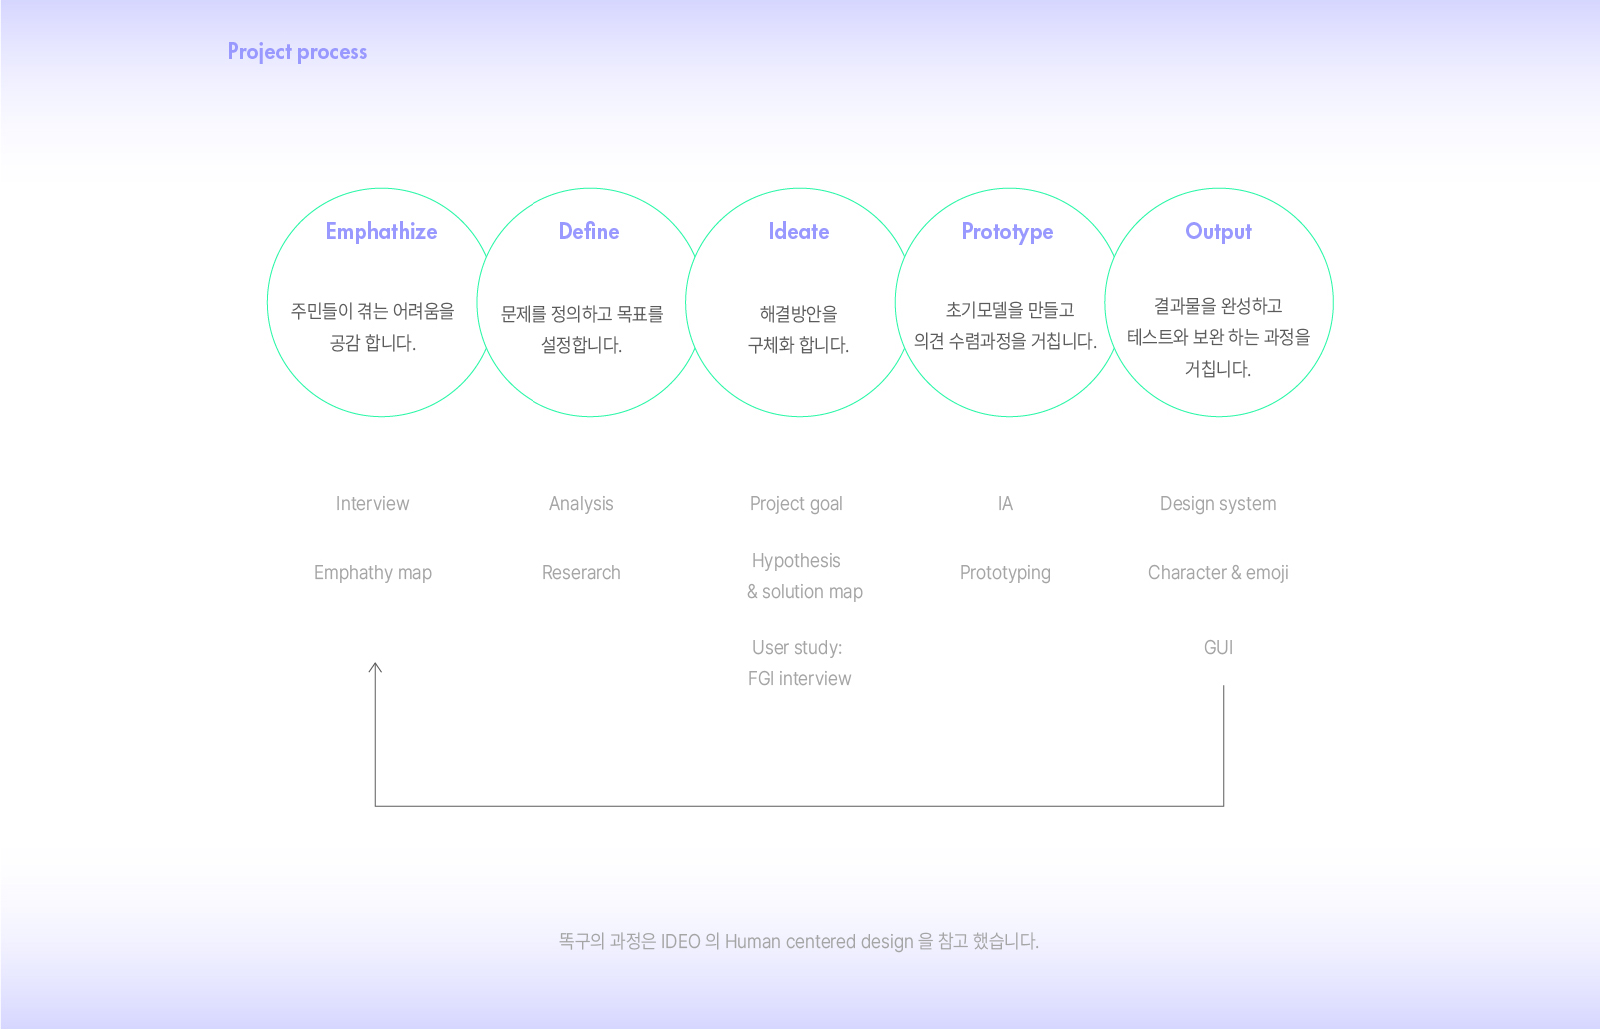 Project process
Emphathize
주민들이 겪는 어려움을
공감 합니다.
Define
문제를 정의하고 목표를
설정합니다.
Ideate
해결방안을
구체화 합니다.
Prototype
초기모델을 만들고
의견 수렴과정을 거칩니다.
Output
결과물을 완성하고
테스트와 보완 하는 과정을
거칩니다.
Interview
Emphathy map
Analysis
Reserarch
Project goal
Hypothesis
& solution map
User study:
FGI interview
IA
Prototyping
Design system
Character & emoji
GUI
똑구의 과정은 IDEO 의 Human centered design 을 참고 했습니다.